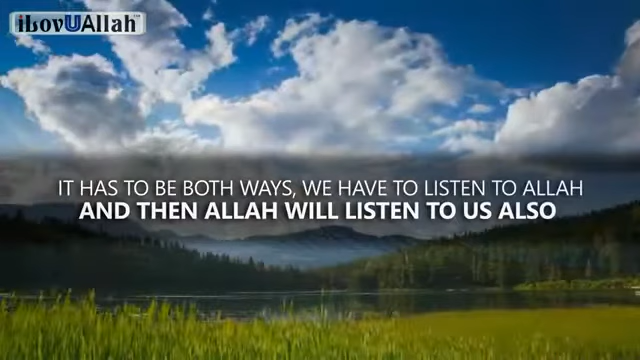 iLovUAllah™
IT HAS TO BE BOTH WAYS, WE HAVE TO LISTEN TO ALLAH
AND THEN ALLAH WILL LISTEN TO US ALSO